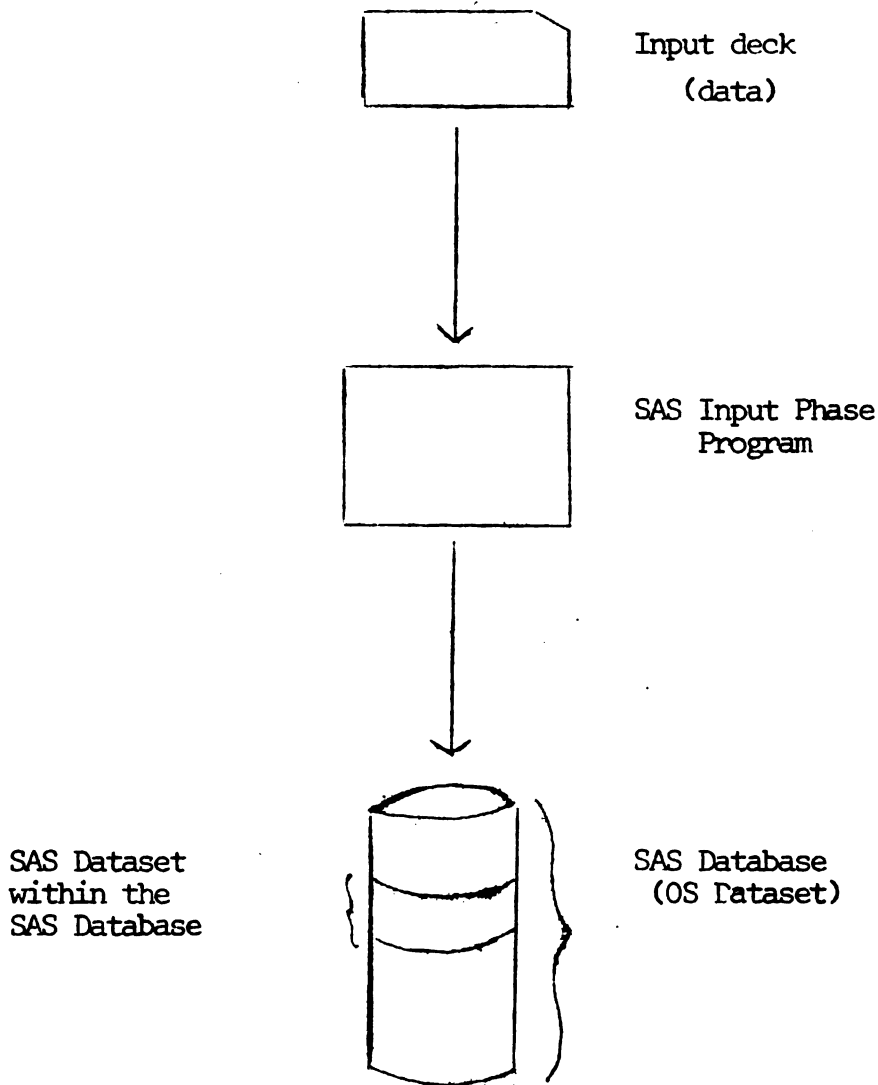 Input deck
(data)
SAS Input Phase
Program
SAS Dataset
within the
SAS Database
SAS Database
(OS Dataset)